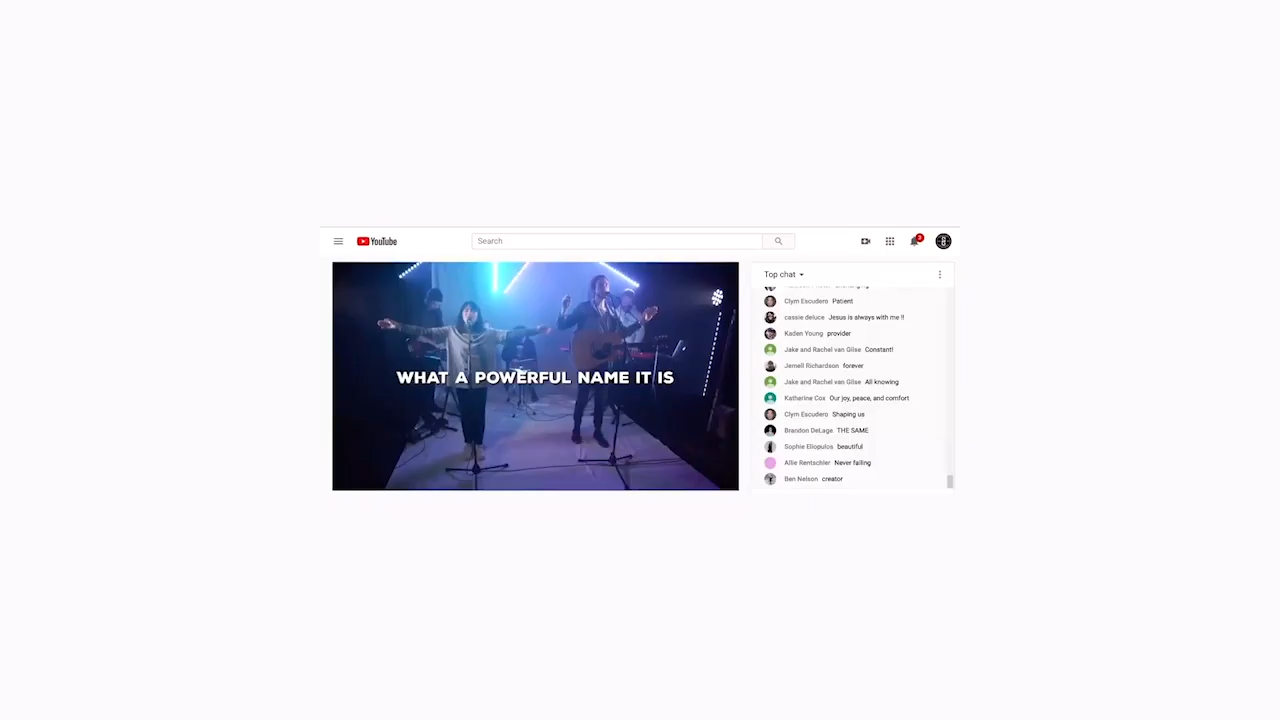 YouTube
Search
2
WHAT A POWERFUL NAME IT IS
Top chat
Clym Escudero Patient
cassie deluce Jesus is always with me !!
Kaden Young provider
Jake and Rachel van Gilse Constant!
Jemell Richardson forever
Jake and Rachel van Gilse All knowing
Katherine Cox Our joy, peace, and comfort
Clym Escudero Shaping us
Brandon DeLage THE SAME
Sophie Eliopulos beautiful
Allie Rentschler Never failing
Ben Nelson creator